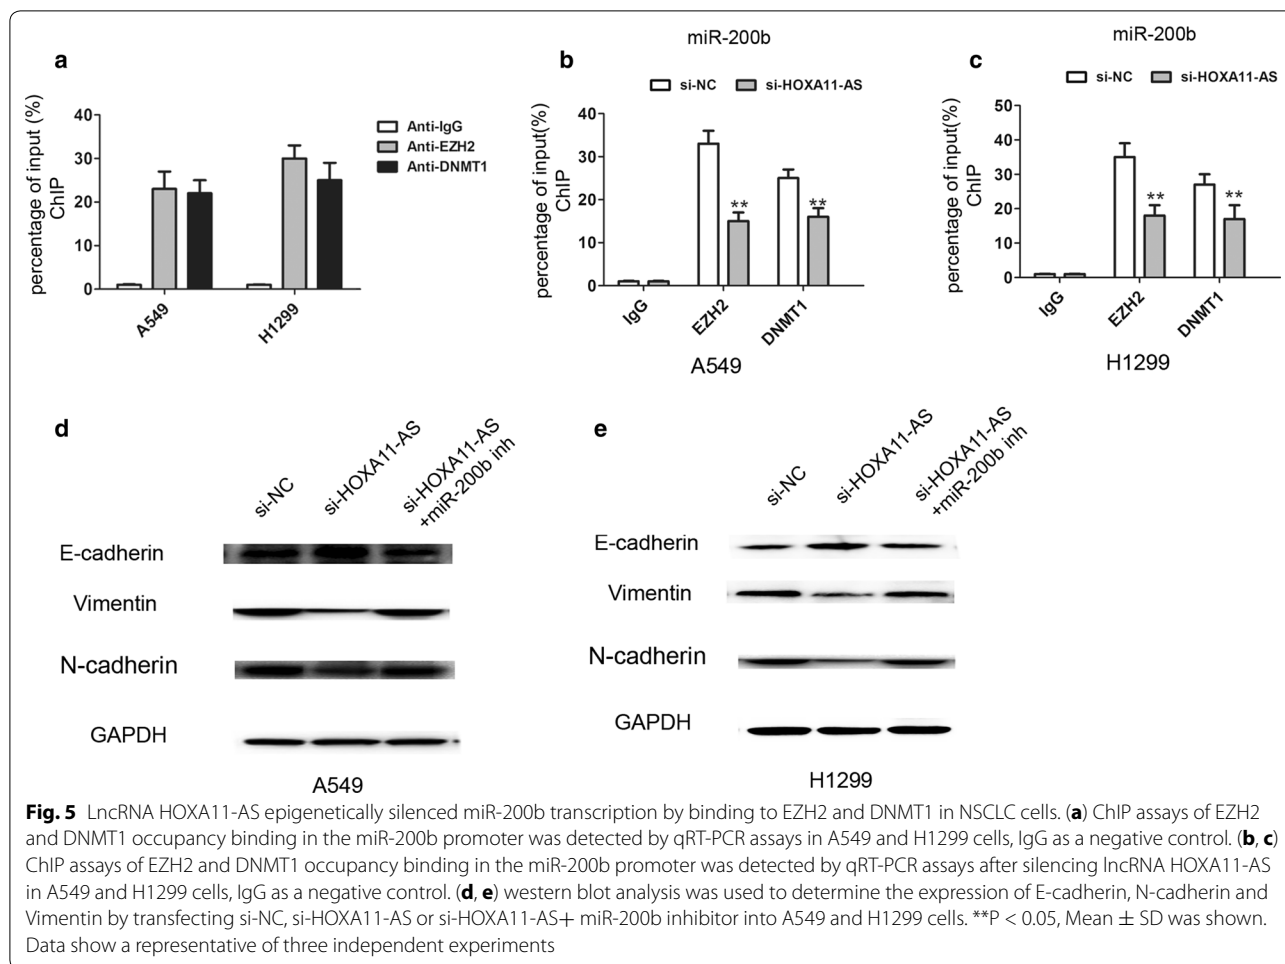 a
percentage of input (%)
ChIP
40
30
20
10
0
A549
H1299
Anti-IgG
Anti-EZH2
Anti-DNMT1
miR-200b
b
si-NC
si-HOXA11-AS
percentage of input(%)
ChIP
40
30
20
10
0
**
**
IgG
EZH2
DNMT1
A549
miR-200b
c
si-NC
si-HOXA11-AS
percentage of input(%)
ChIP
50
40
30
20
10
0
**
**
IgG
EZH2
DNMT1
H1299
d
si-NC
si-HOXA11-AS
si-HOXA11-AS
+miR-200b inh
E-cadherin
Vimentin
N-cadherin
GAPDH
A549
e
si-NC
si-HOXA11-AS
si-HOXA11-AS
+miR-200b inh
E-cadherin
Vimentin
N-cadherin
GAPDH
H1299
Fig. 5 LncRNA HOXA11-AS epigenetically silenced miR-200b transcription by binding to EZH2 and DNMT1 in NSCLC cells. (a) ChIP assays of EZH2
and DNMT1 occupancy binding in the miR-200b promoter was detected by qRT-PCR assays in A549 and H1299 cells, IgG as a negative control. (b, c)
ChIP assays of EZH2 and DNMT1 occupancy binding in the miR-200b promoter was detected by qRT-PCR assays after silencing lncRNA HOXA11-AS
in A549 and H1299 cells, IgG as a negative control. (d, e) western blot analysis was used to determine the expression of E-cadherin, N-cadherin and
Vimentin by transfecting si-NC, si-HOXA11-AS or si-HOXA11-AS+ miR-200b inhibitor into A549 and H1299 cells. **P < 0.05, Mean ± SD was shown.
Data show a representative of three independent experiments